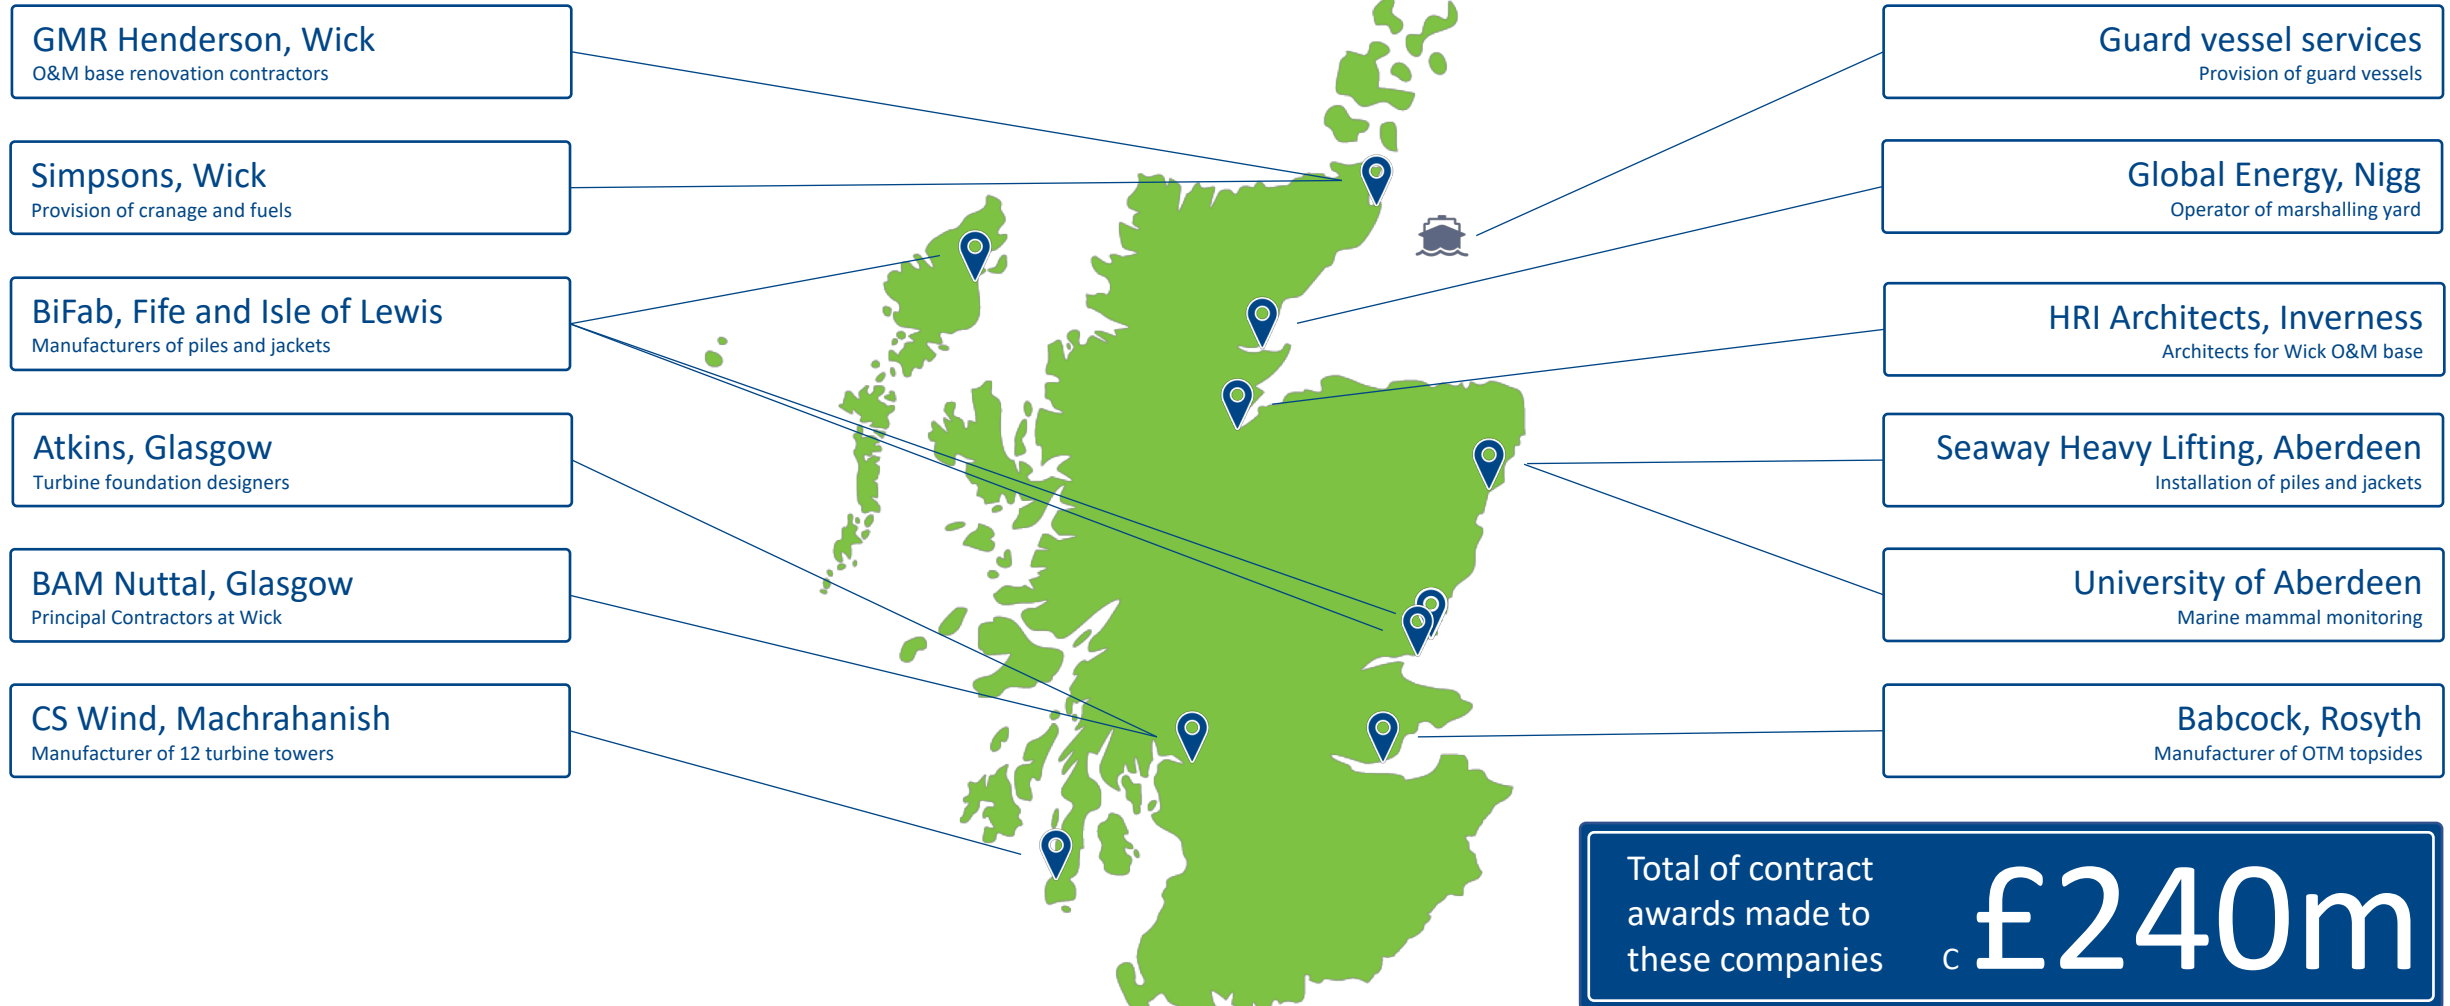 GMR Henderson, Wick
O&M base renovation contractors
Simpsons, Wick
Provision of cranage and fuels
BiFab, Fife and Isle of Lewis
Manufacturers of piles and jackets
Atkins, Glasgow
Turbine foundation designers
BAM Nuttal, Glasgow
Principal Contractors at Wick
CS Wind, Machrahanish
Manufacturer of 12 turbine towers
Guard vessel services
Provision of guard vessels
Global Energy, Nigg
Operator of marshalling yard
HRI Architects, Inverness
Architects for Wick O&M base
Seaway Heavy Lifting, Aberdeen
Installation of piles and jackets
University of Aberdeen
Marine mammal monitoring
Babcock, Rosyth
Manufacturer of OTM topsides
Total of contract
awards made to
these companies
c £240m